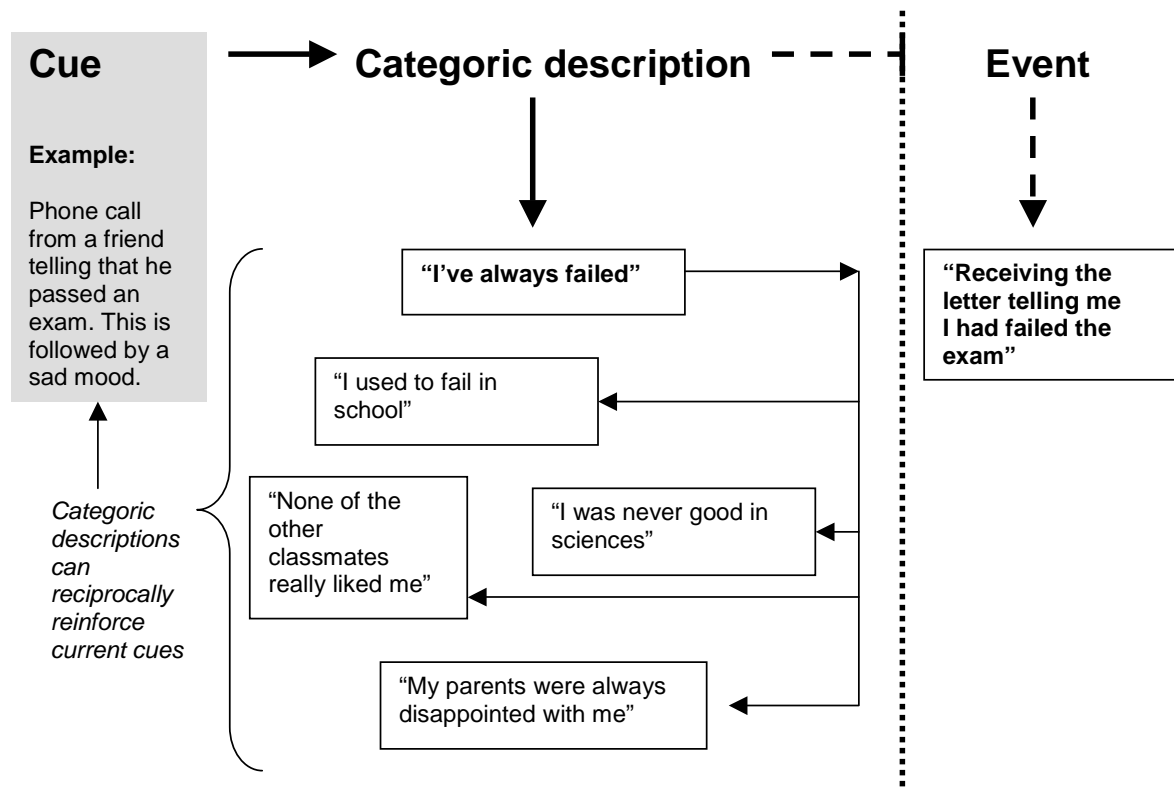 Cue
Categoric description
Event
Example:
Phone call
from a friend
telling that he
passed an
exam. This is
followed by a
sad mood.
“I’ve always failed”
“Receiving the
letter telling me
I had failed the
exam”
“I used to fail in
school”
“None of the
other
classmates
really liked me”
“I was never good in
sciences”
Categoric
descriptions
can
reciprocally
reinforce
current cues
“My parents were always
disappointed with me”